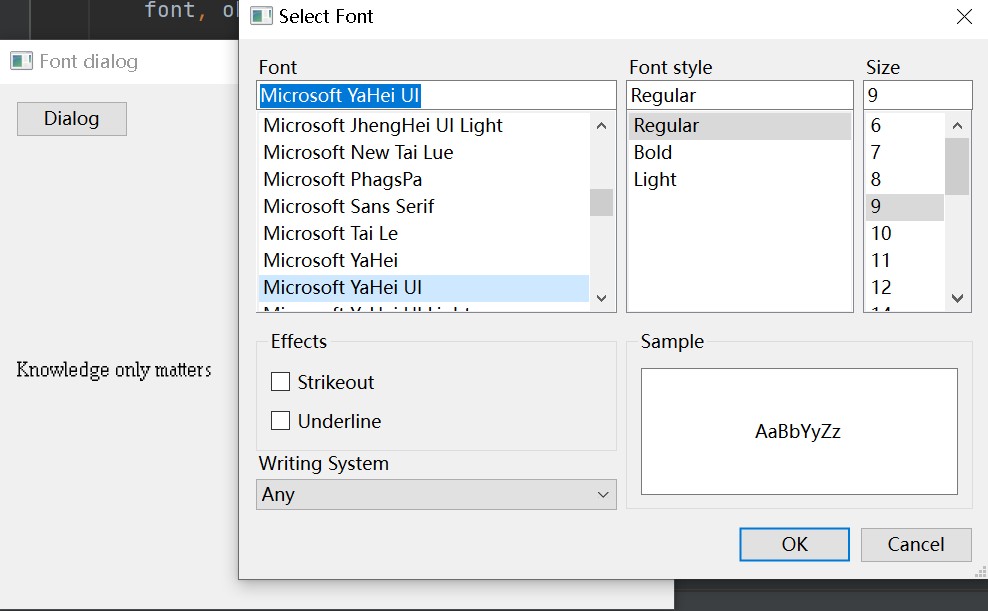 font,
Select Font
Font dialog
Dialog
Knowledge only matters
Font
Microsoft YaHei UI
Microsoft JhengHei UI Light
Microsoft New Tai Lue
Microsoft PhagsPa
Microsoft Sans Serif
Microsoft Tai Le
Microsoft YaHei
Microsoft YaHei UI
Font style
Regular
Regular
Bold
Light
Size
9
6
7
8
9
10
11
12
Effects
Strikeout
Underline
Writing System
Any
Sample
AaBbYyZz
OK
Cancel